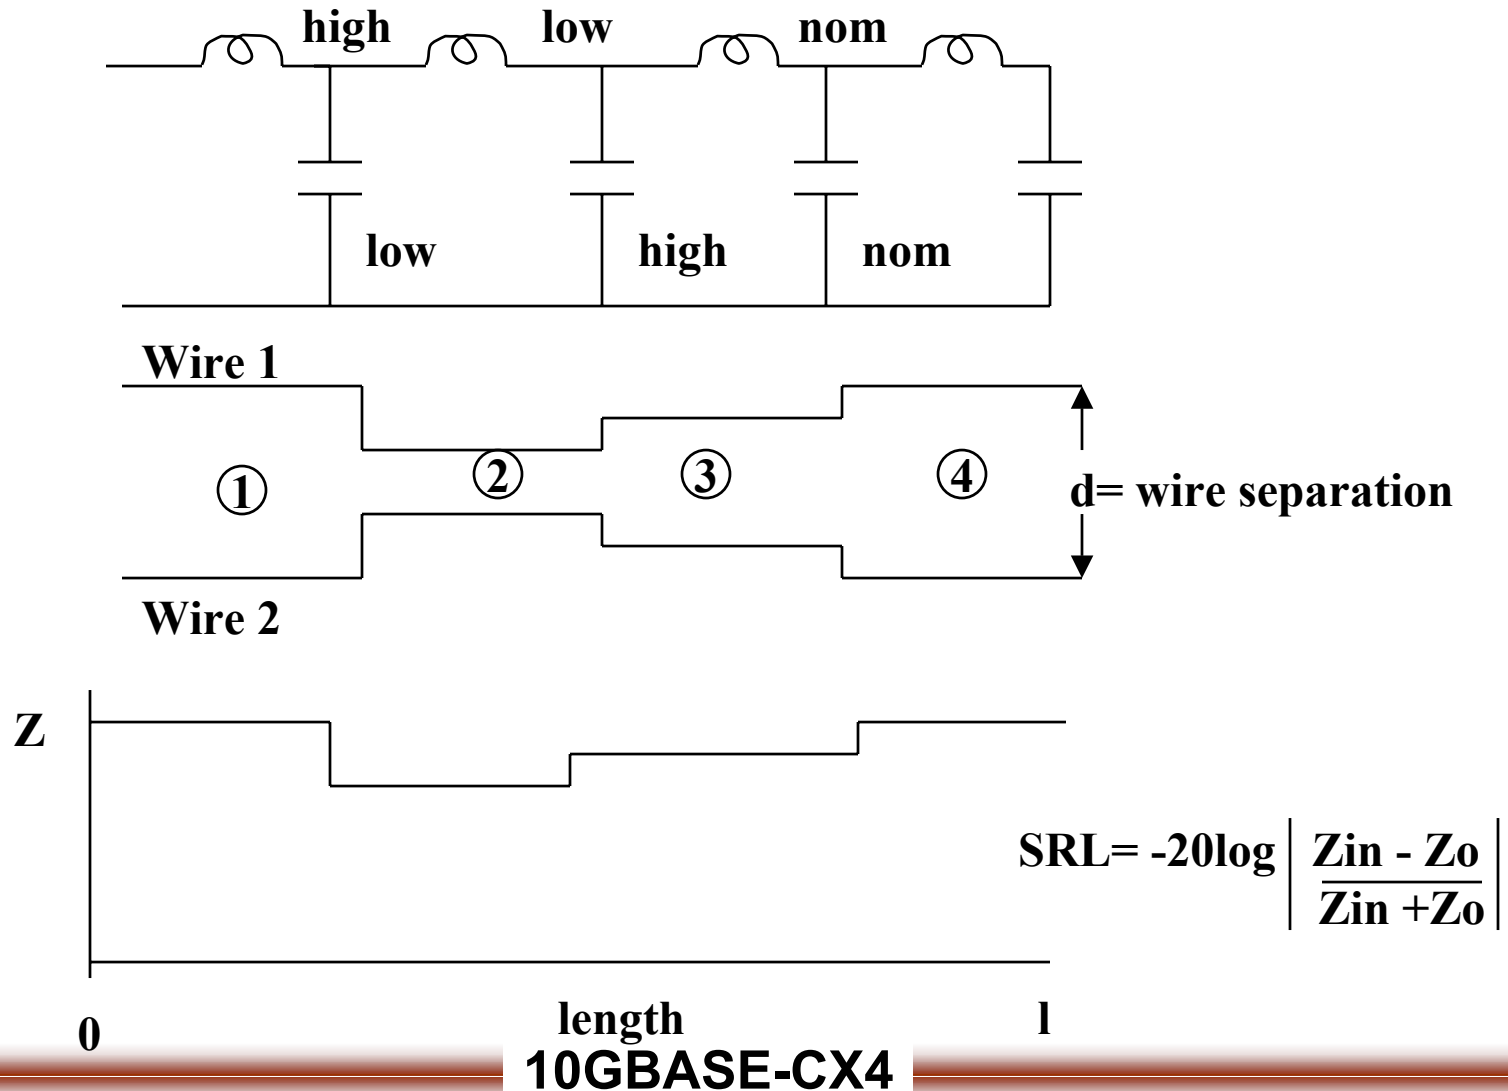 high low nom
low high nom
Wire 1
1 2 3 4
d= wire separation
Wire 2
Z
SRL= -20log | Zin - Zo
Zin +Zo |
0 length l
10GBASE-CX4